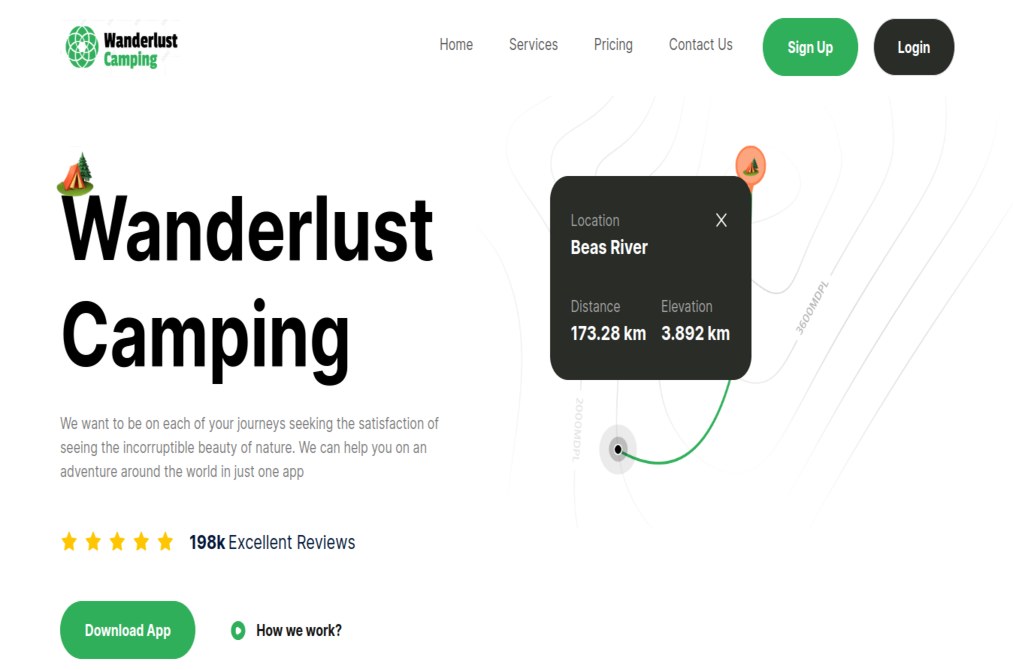 Wanderlust
Camping
Home Services Pricing Contact Us Sign Up Login
Wanderlust
Camping
We want to be on each of your journeys seeking the satisfaction of
seeing the incorruptible beauty of nature. We can help you on an
adventure around the world in just one app
198k Excellent Reviews
Download App How we work?
Location X
Beas River
Distance Elevation
173.28 km 3.892 km
3600MDPL
2000MDPL